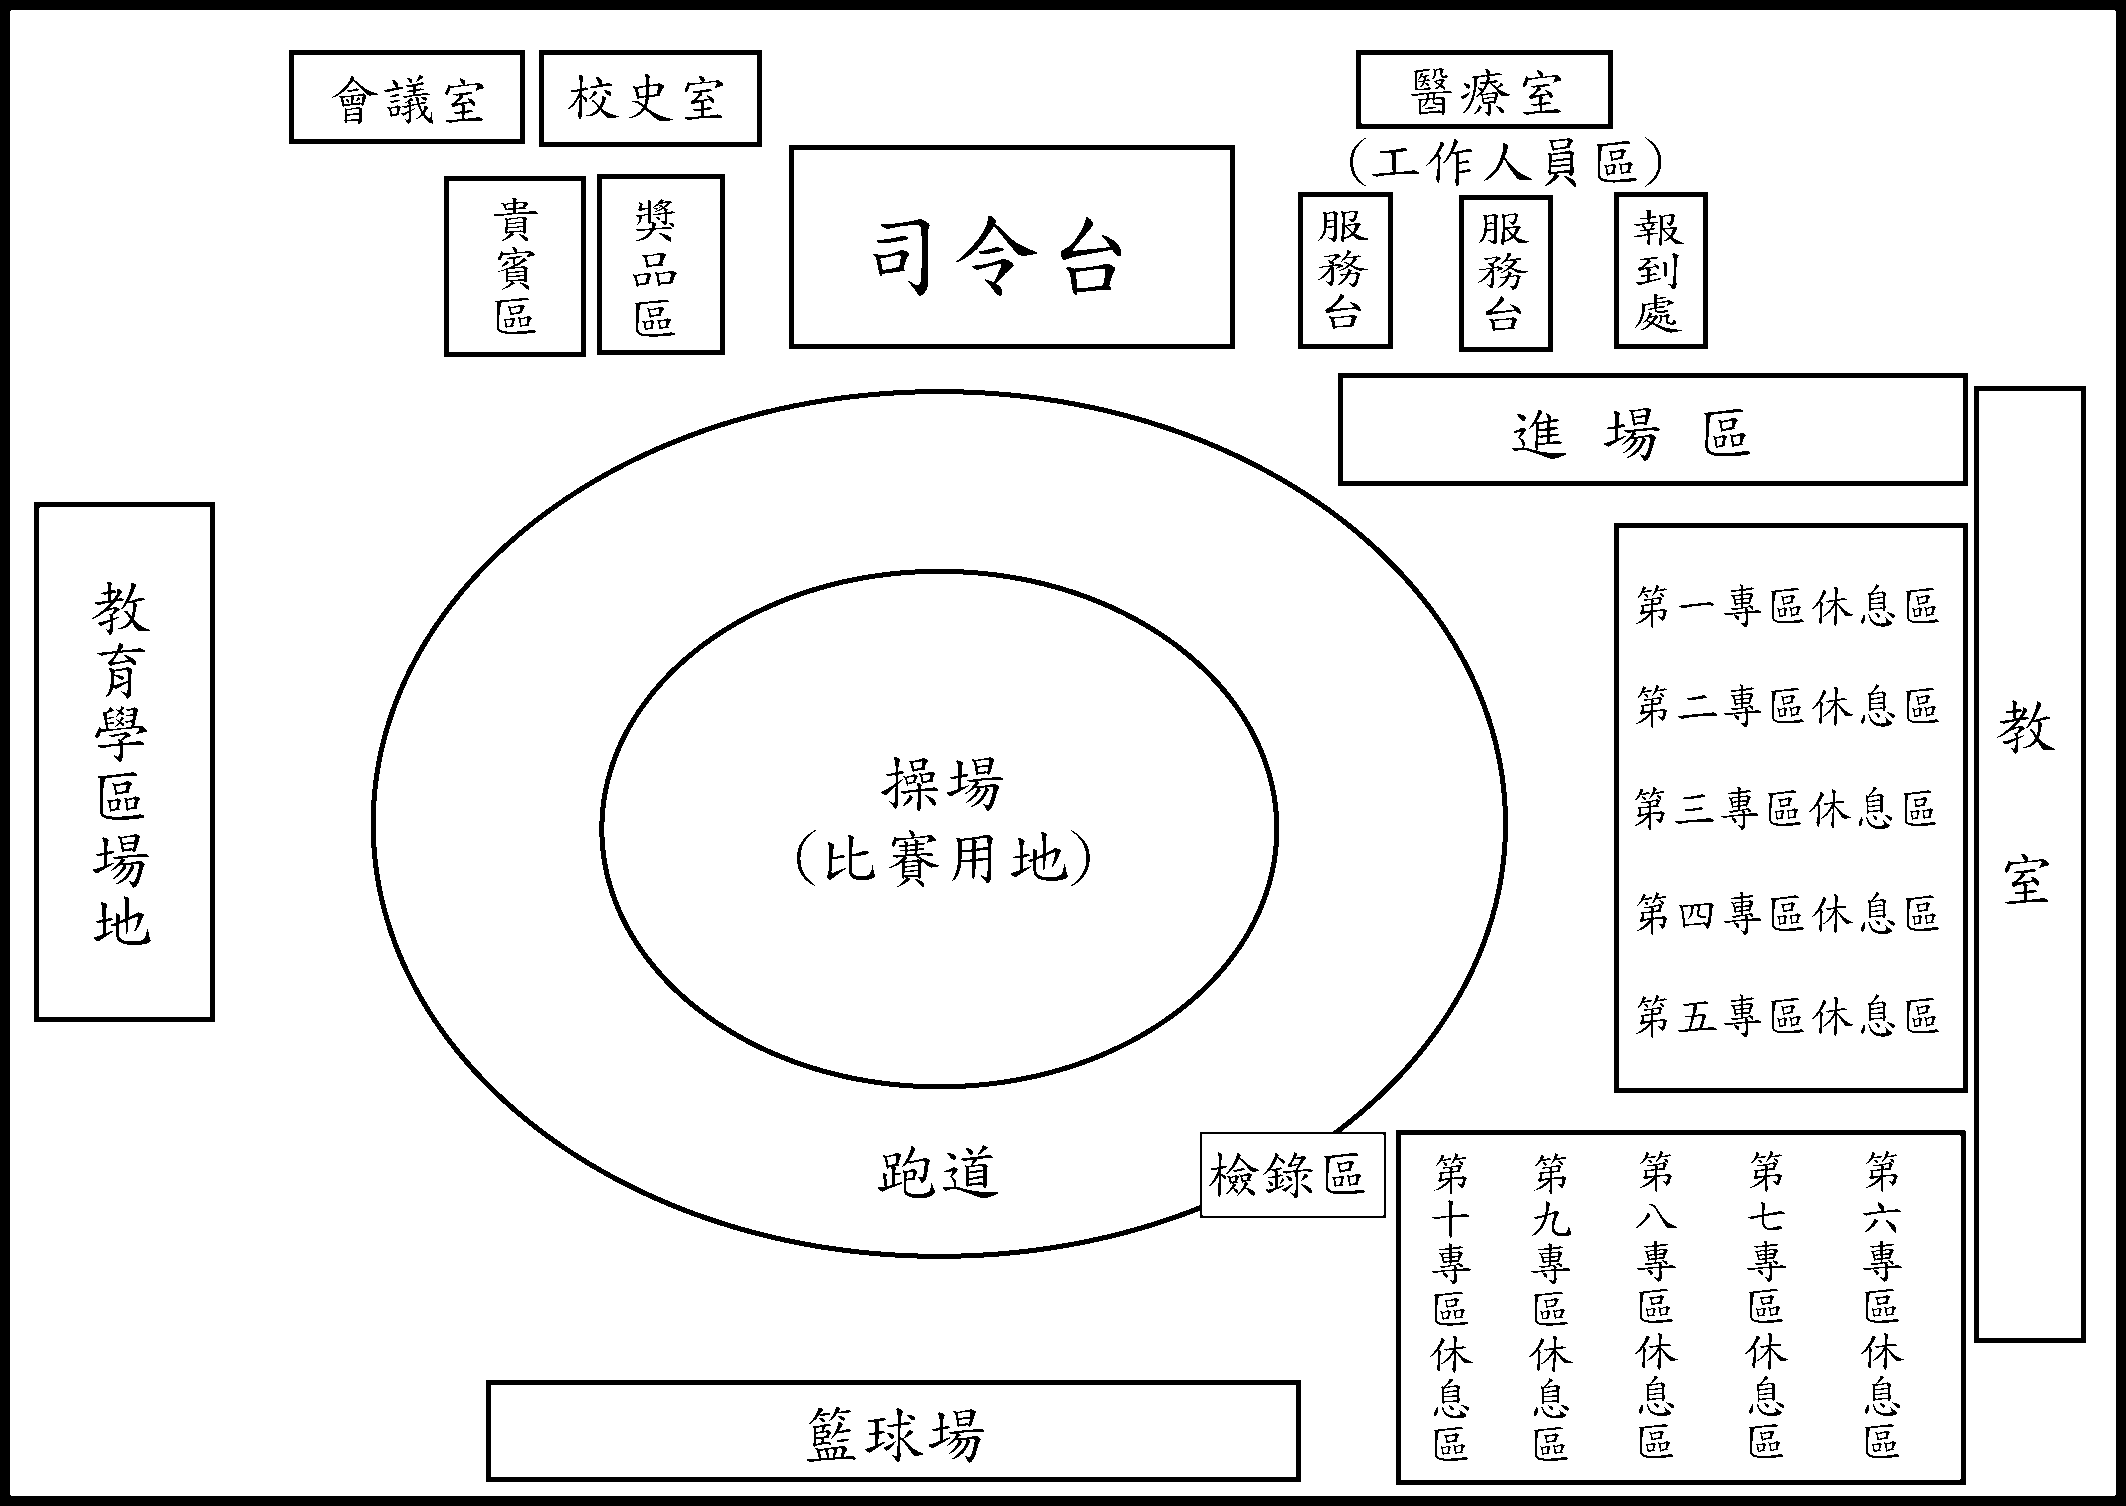 會議室
校史室
醫療室
(工作人員區)
貴賓區
獎品區
司令台
服務台
服務台
報到處
進場區
教育學區場地
操場
(比賽用地)
跑道
檢錄區
第一專區休息區
第二專區休息區
第三專區休息區
第四專區休息區
第五專區休息區
教室
第十專區休息區
第九專區休息區
第八專區休息區
第七專區休息區
第六專區休息區
籃球場